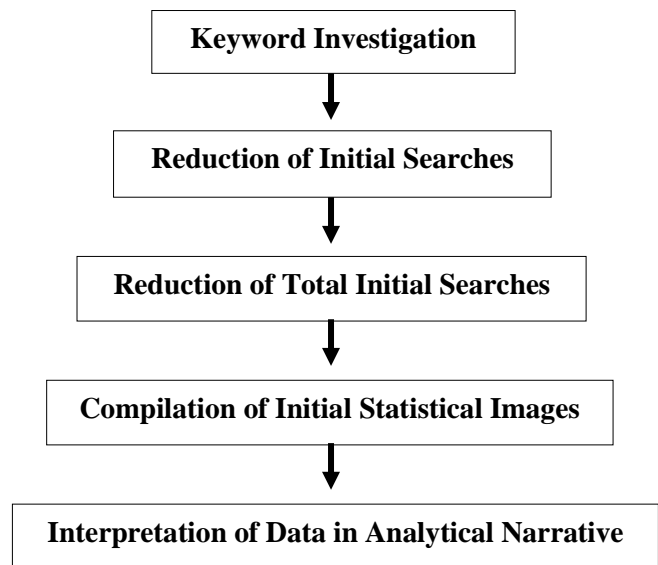 Keyword Investigation
Reduction of Initial Searches
Reduction of Total Initial Searches
Compilation of Initial Statistical Images
Interpretation of Data in Analytical Narrative